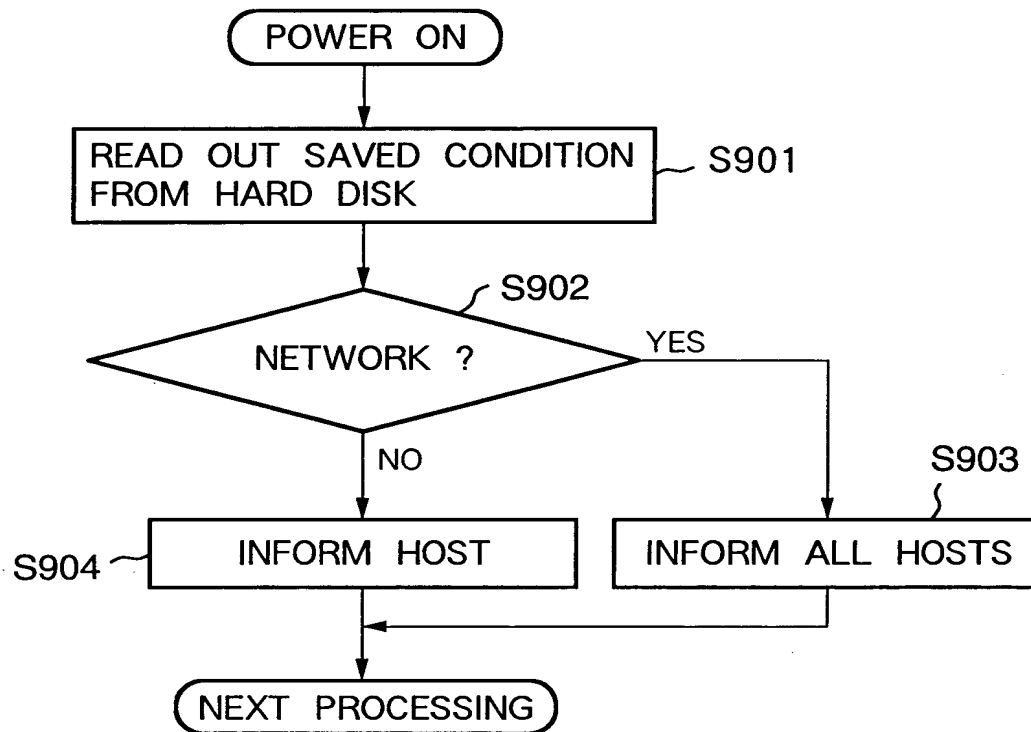 POWER ON
READ OUT SAVED CONDITION
FROM HARD DISK
S901
S902
NETWORK ?
YES
NO
S903
INFORM HOST
S904
INFORM ALL HOSTS
NEXT PROCESSING